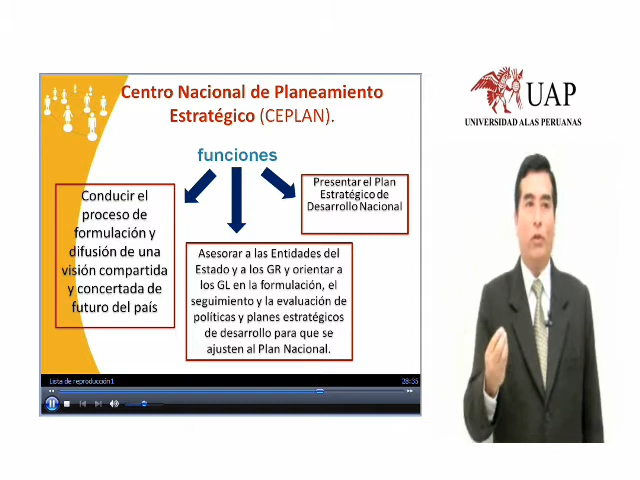 Centro Nacional de Planeamiento
Estratégico (CEPLAN).
funciones
Conducir el
proceso de
formulación y
difusión de una
visión compartida
y concertada de
futuro del país
Asesorar a las Entidades del
Estado y a los GR y orientar a
los GL en la formulación, el
seguimiento y la evaluación de
políticas y planes estratégicos
de desarrollo para que se
ajusten al Plan Nacional.
Presentar el Plan
Estratégico de
Desarrollo Nacional
Lista de reproducción1
28:35
UAP
UNIVERSIDAD ALAS PERUANAS